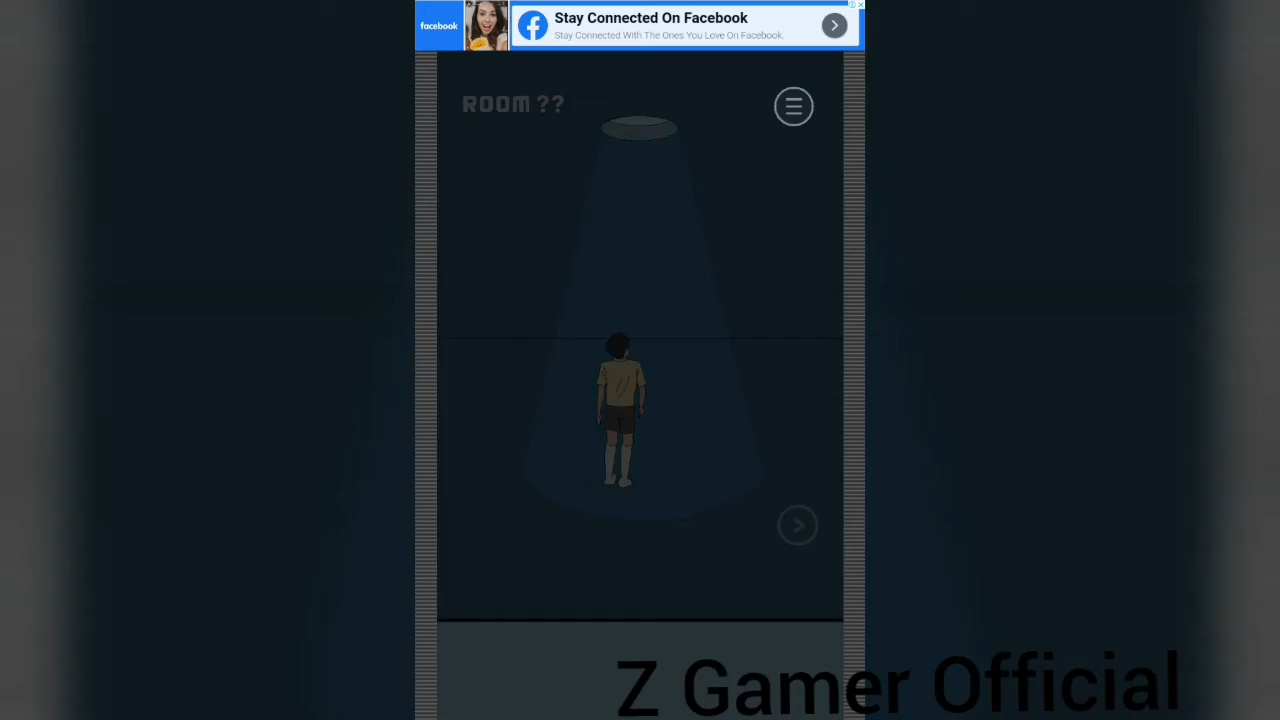 facebook
Stay Connected On Facebook
Stay Connected With The Ones You Love On Facebook.
ROOM ??
Z Gamer Official